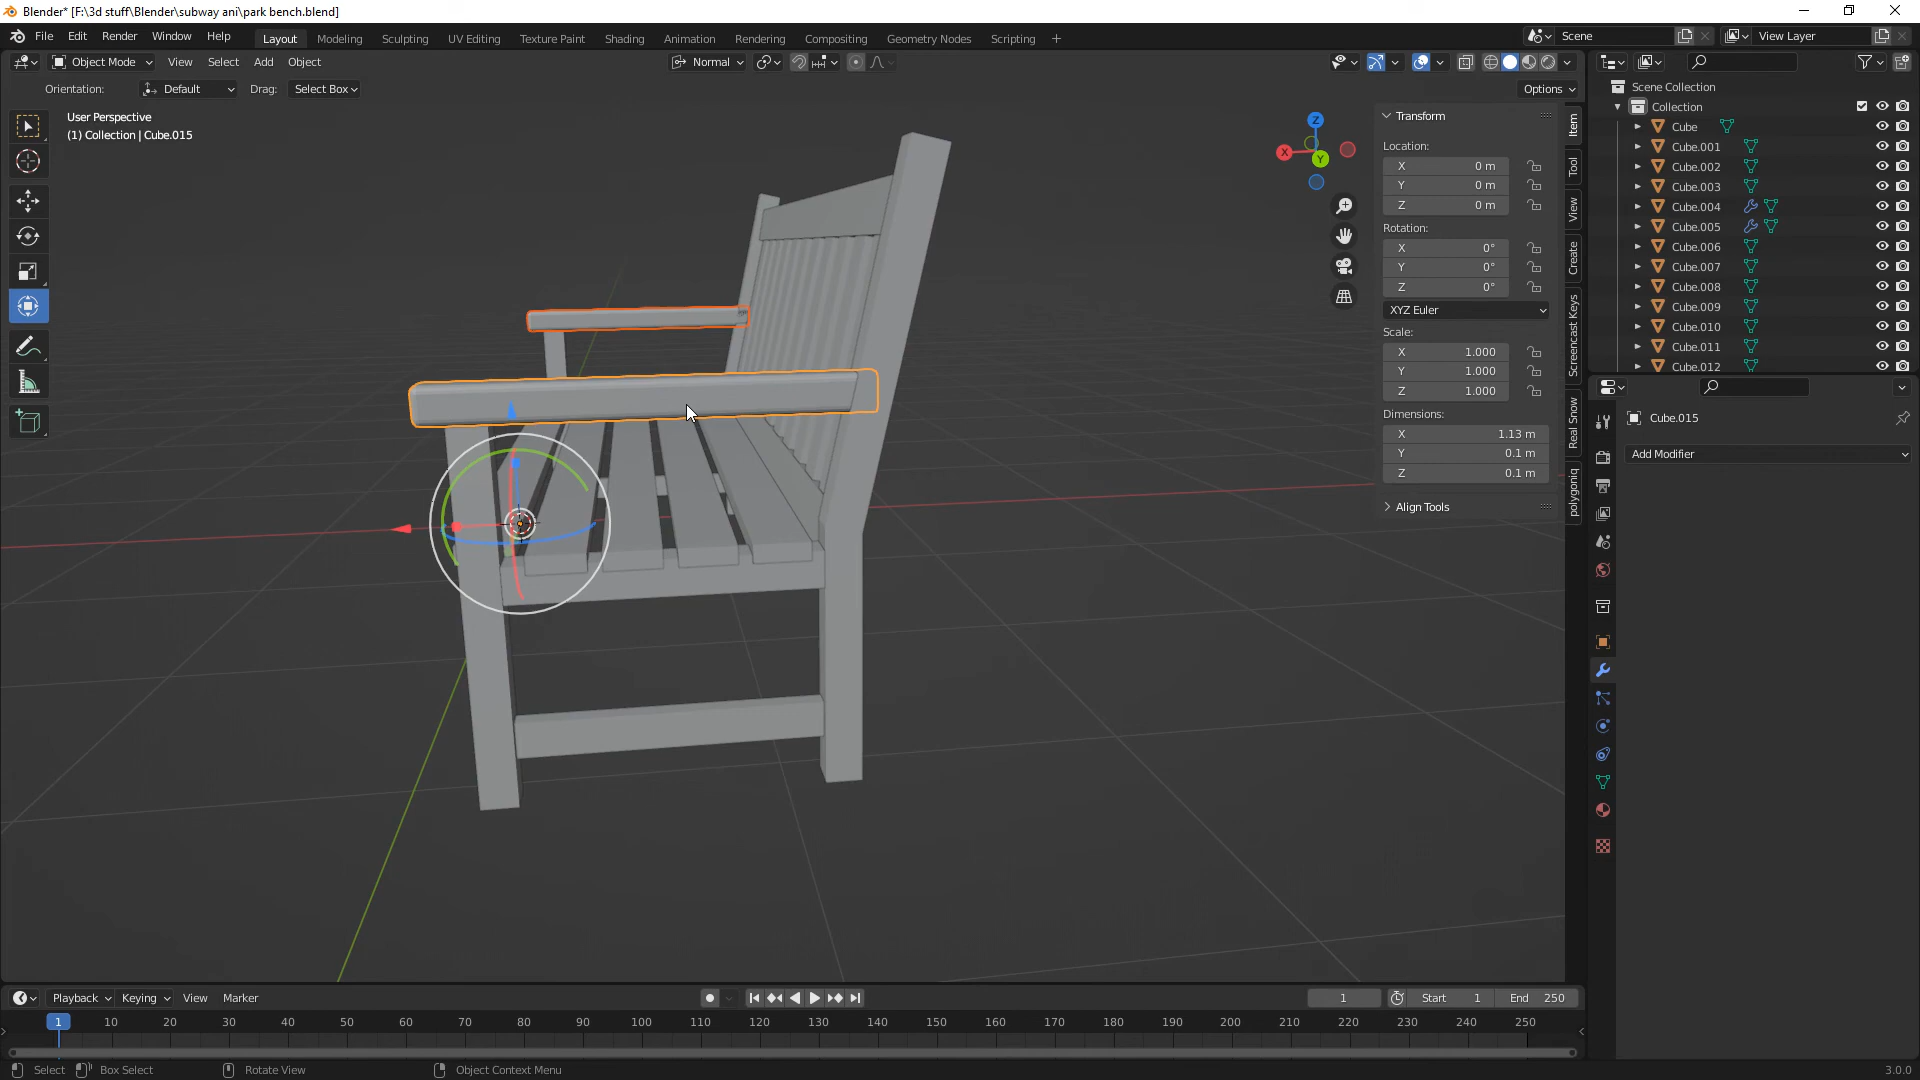 Blender* [F:\3d stuff\Blender\subway ani\park bench.blend]
File Edit Render Window Help
Layout Modeling Sculpting UV Editing Texture Paint Shading Animation Rendering Compositing Geometry Nodes Scripting +
Scene
View Layer
Object Mode View Select Add Object
Normal
Orientation: Default Drag: Select Box
Options
User Perspective
(1) Collection | Cube.015
Z
X
Y
Transform
Location:
X 0 m
Y 0 m
Z 0 m
Rotation:
X 0°
Y 0°
Z 0°
XYZ Euler
Scale:
X 1.000
Y 1.000
Z 1.000
Dimensions:
X 1.13 m
Y 0.1 m
Z 0.1 m
Align Tools
Item
Tool
View
Create
Screencast Keys
Real Snow
polygoniq
Scene Collection
Collection
Cube
Cube.001
Cube.002
Cube.003
Cube.004
Cube.005
Cube.006
Cube.007
Cube.008
Cube.009
Cube.010
Cube.011
Cube.012
Cube.015
Add Modifier
Playback Keying View Marker
1
Start 1 End 250
1 10 20 30 40 50 60 70 80 90 100 110 120 130 140 150 160 170 180 190 200 210 220 230 240 250
Select Box Select Rotate View Object Context Menu
3.0.0